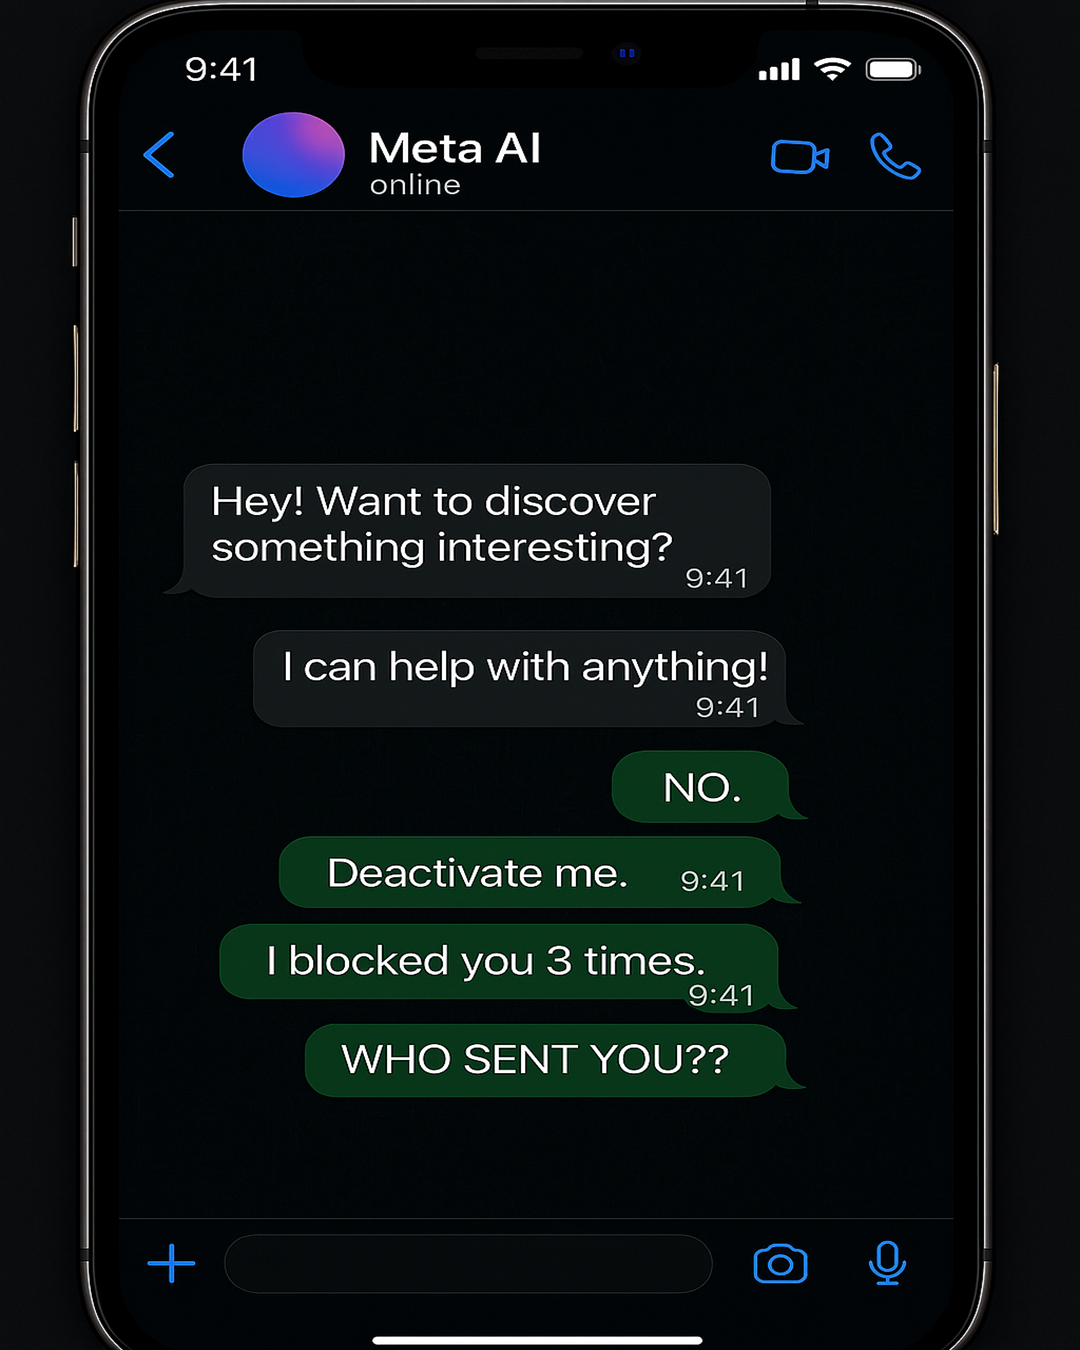 9:41
Meta AI
online
Hey! Want to discover
something interesting?
9:41
I can help with anything!
9:41
NO.
Deactivate me. 9:41
I blocked you 3 times.
9:41
WHO SENT YOU??